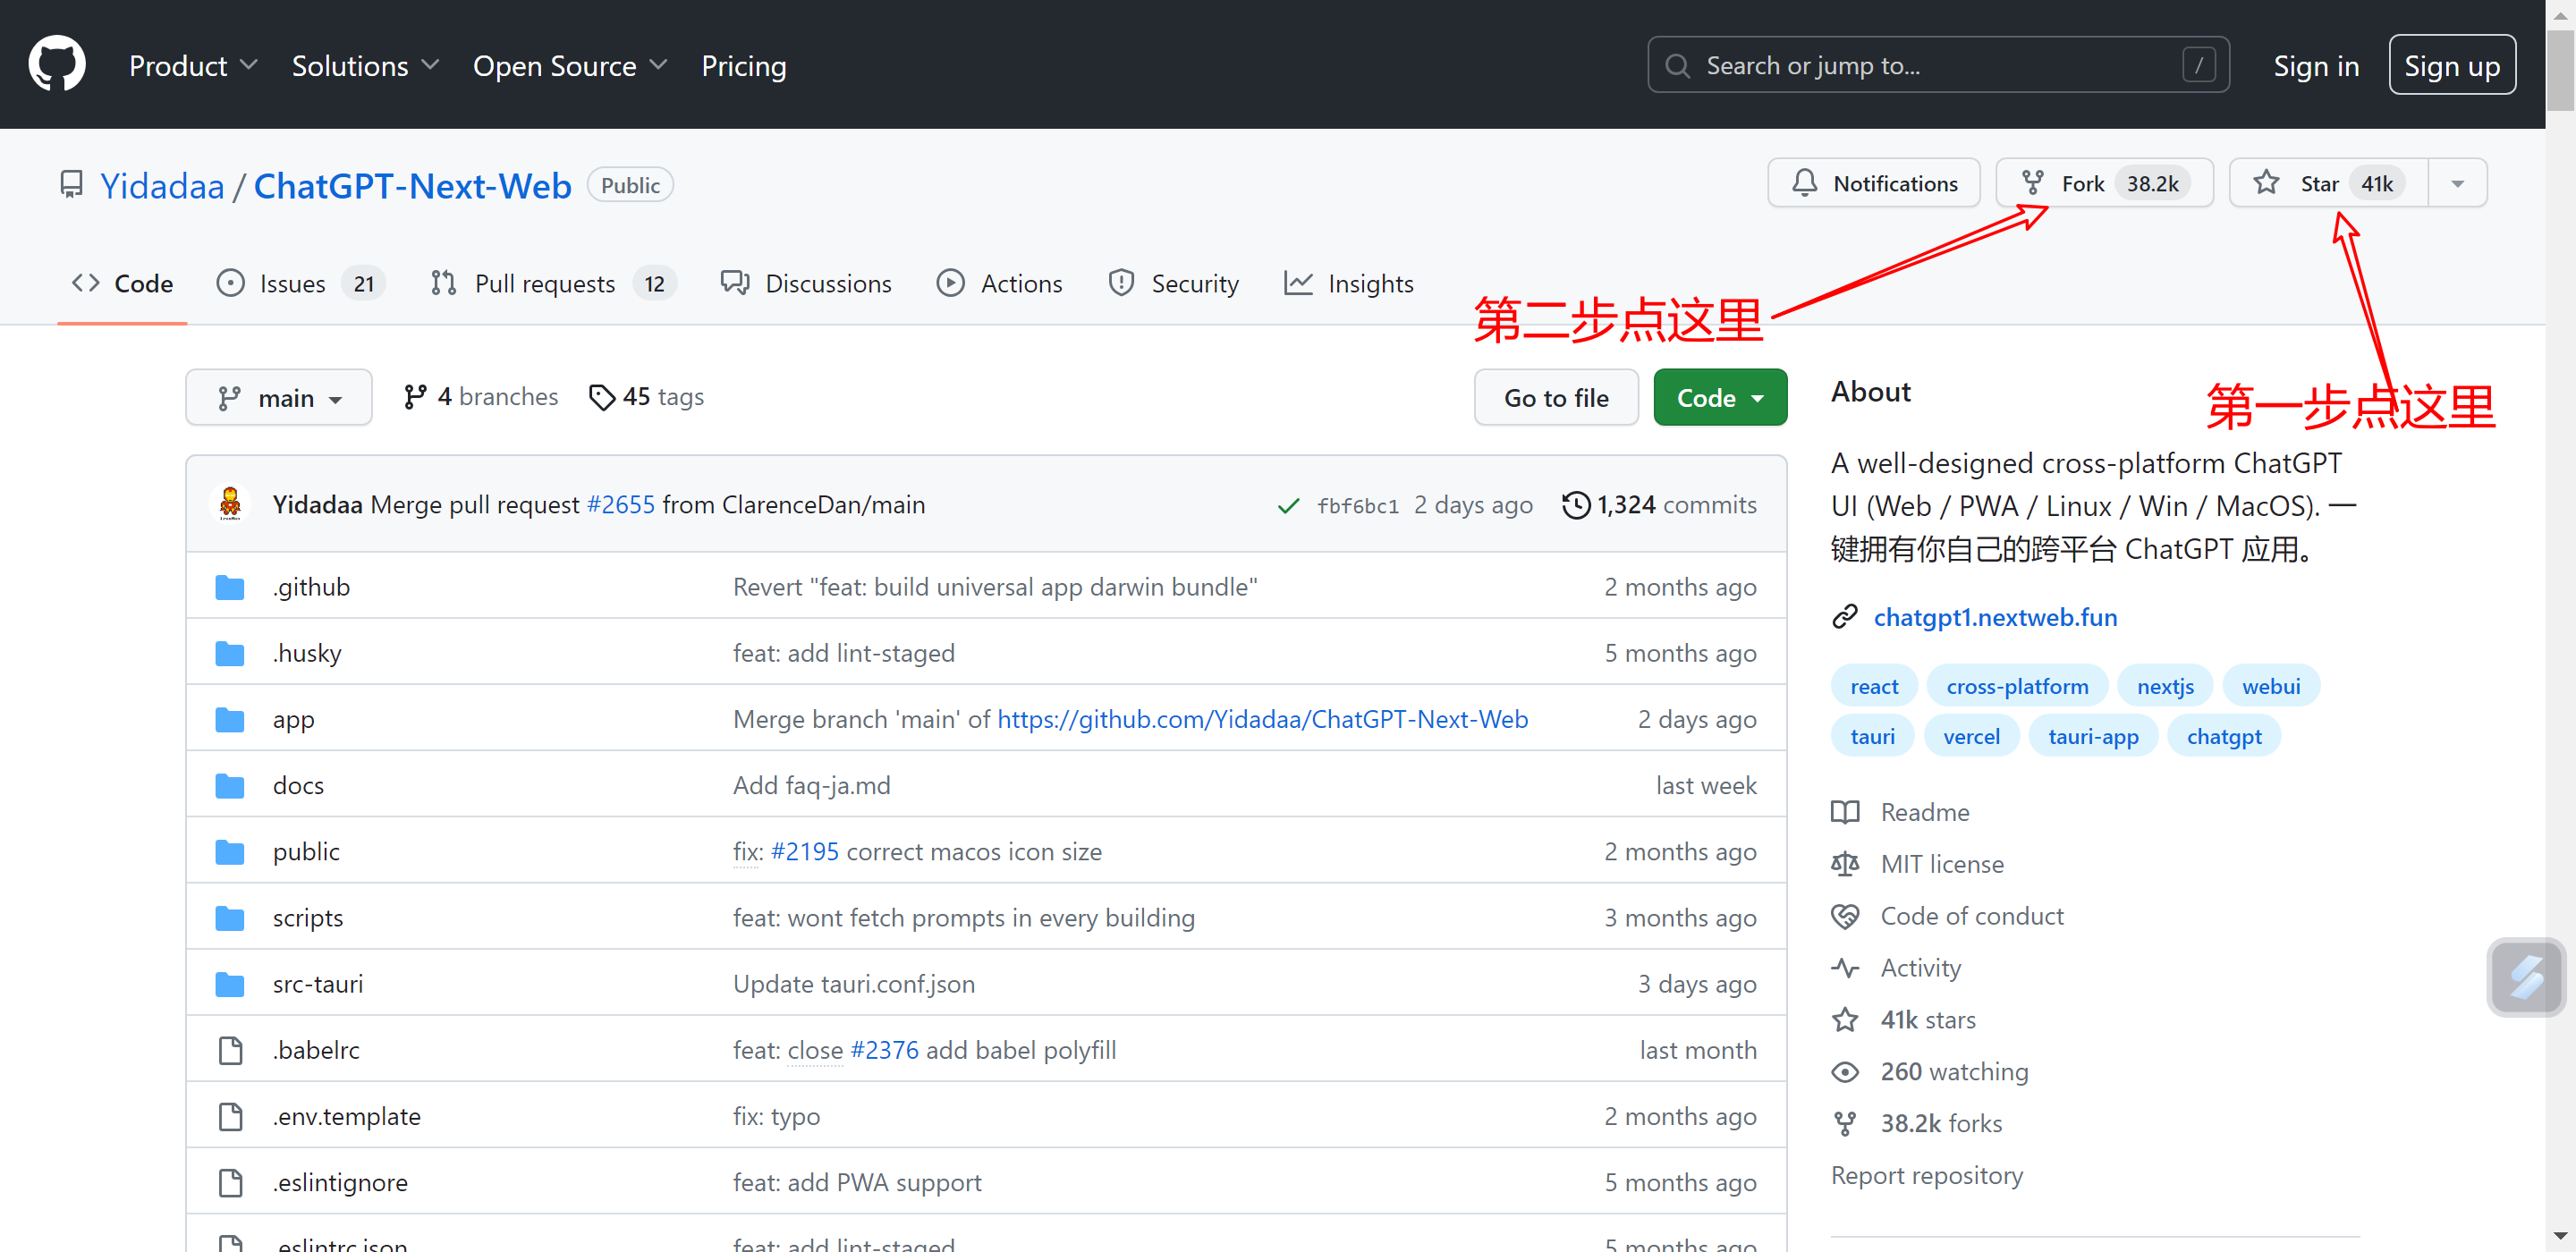 Product Solutions Open Source Pricing Search or jump to... / Sign in Sign up
Yidadaa / ChatGPT-Next-Web Public Notifications Fork 38.2k Star 41k
Code Issues 21 Pull requests 12 Discussions Actions Security Insights
第二步点这里
第一步点这里
main 4 branches 45 tags Go to file Code
Yidadaa Merge pull request #2655 from ClarenceDan/main fbf6bc1 2 days ago 1,324 commits
.github Revert "feat: build universal app darwin bundle" 2 months ago
.husky feat: add lint-staged 5 months ago
app Merge branch 'main' of https://github.com/Yidadaa/ChatGPT-Next-Web 2 days ago
docs Add faq-ja.md last week
public fix: #2195 correct macos icon size 2 months ago
scripts feat: wont fetch prompts in every building 3 months ago
src-tauri Update tauri.conf.json 3 days ago
.babelrc feat: close #2376 add babel polyfill last month
.env.template fix: typo 2 months ago
.eslintignore feat: add PWA support 5 months ago
.eslintrc.json feat: add lint-staged 5 months ago
About
A well-designed cross-platform ChatGPT
UI (Web / PWA / Linux / Win / MacOS). 一
键拥有你自己的跨平台 ChatGPT 应用。
chatgpt1.nextweb.fun
react cross-platform nextjs webui
tauri vercel tauri-app chatgpt
Readme
MIT license
Code of conduct
Activity
41k stars
260 watching
38.2k forks
Report repository